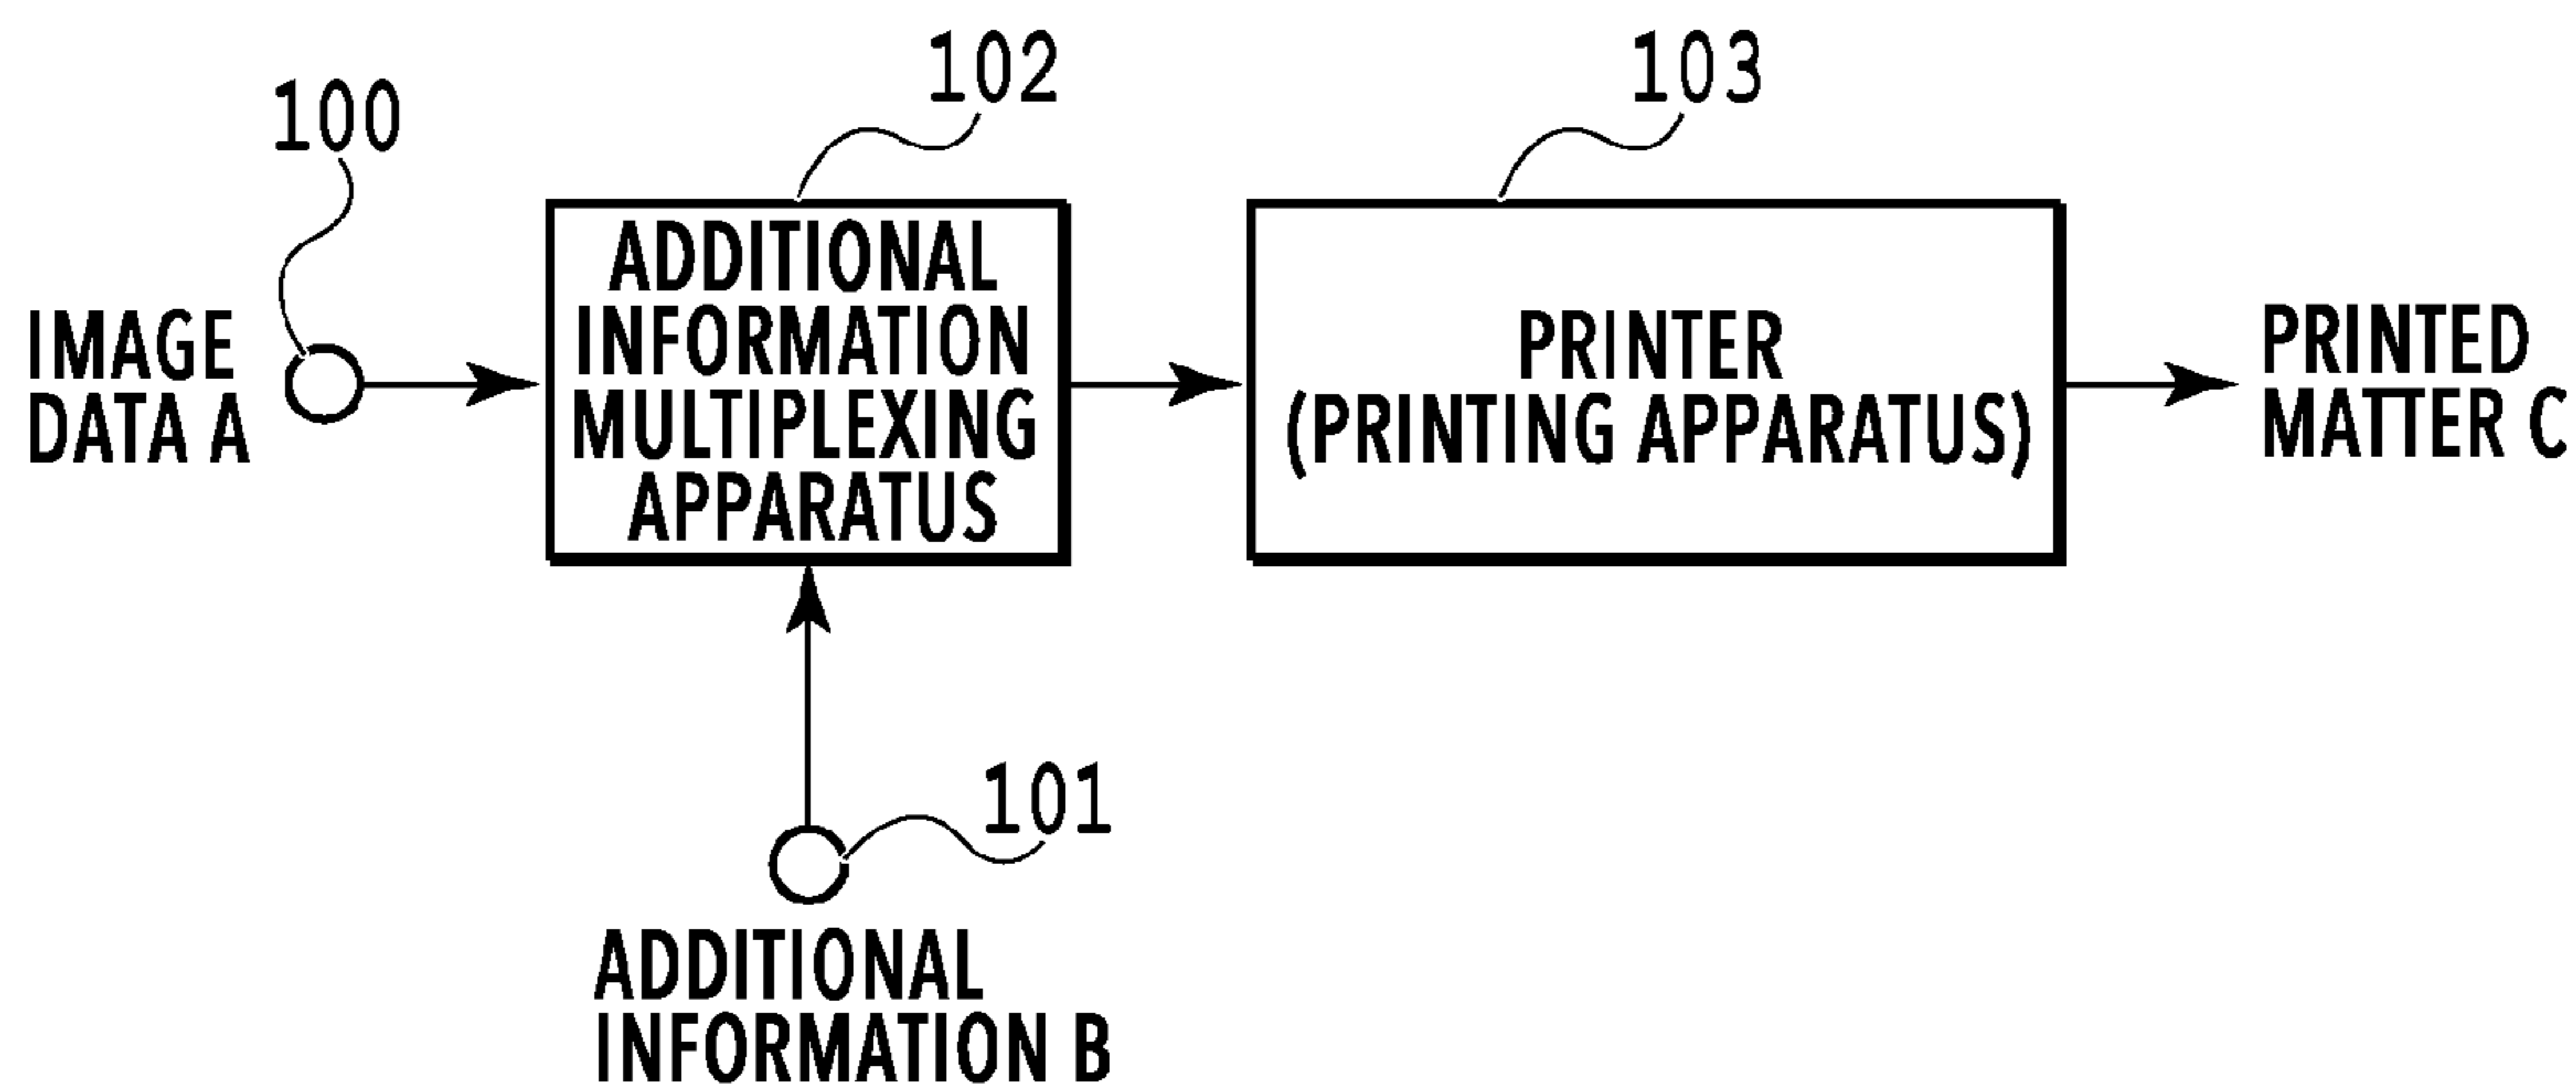 100
102
103
IMAGE
DATA A
ADDITIONAL
INFORMATION
MULTIPLEXING
APPARATUS
PRINTER
(PRINTING APPARATUS)
PRINTED
MATTER C
101
ADDITIONAL
INFORMATION B